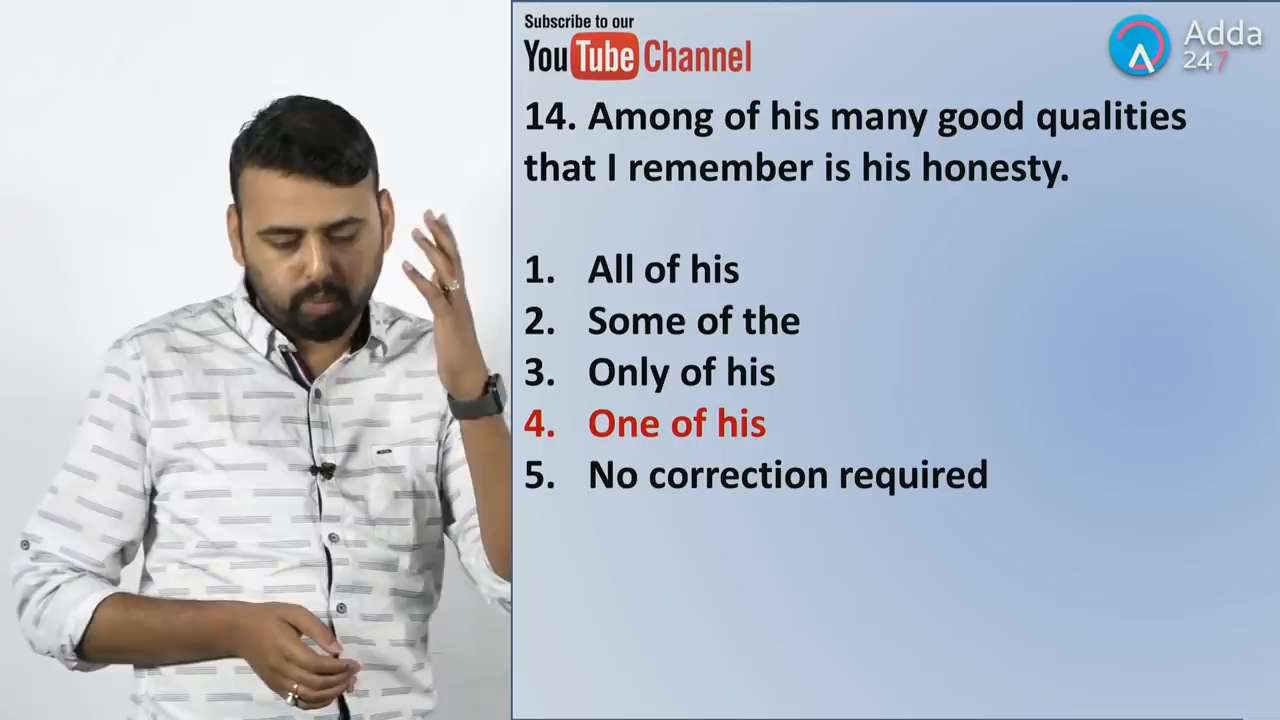 Subscribe to our
YouTube Channel
Adda
247
14. Among of his many good qualities
that I remember is his honesty.
1. All of his
2. Some of the
3. Only of his
4. One of his
5. No correction required